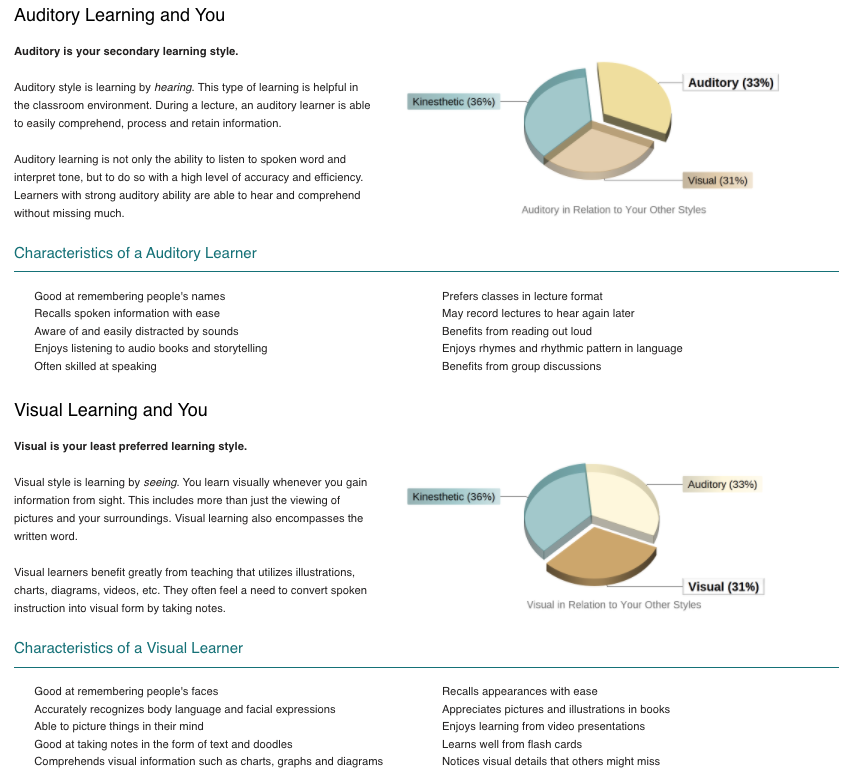 Auditory Learning and You
Auditory is your secondary learning style.
Auditory style is learning by hearing. This type of learning is helpful in
the classroom environment. During a lecture, an auditory learner is able
to easily comprehend, process and retain information.
Auditory learning is not only the ability to listen to spoken word and
interpret tone, but to do so with a high level of accuracy and efficiency.
Learners with strong auditory ability are able to hear and comprehend
without missing much.
Kinesthetic (36%)
Auditory (33%)
Visual (31%)
Auditory in Relation to Your Other Styles
Characteristics of a Auditory Learner
Good at remembering people's names
Recalls spoken information with ease
Aware of and easily distracted by sounds
Enjoys listening to audio books and storytelling
Often skilled at speaking
Prefers classes in lecture format
May record lectures to hear again later
Benefits from reading out loud
Enjoys rhymes and rhythmic pattern in language
Benefits from group discussions
Visual Learning and You
Visual is your least preferred learning style.
Visual style is learning by seeing. You learn visually whenever you gain
information from sight. This includes more than just the viewing of
pictures and your surroundings. Visual learning also encompasses the
written word.
Visual learners benefit greatly from teaching that utilizes illustrations,
charts, diagrams, videos, etc. They often feel a need to convert spoken
instruction into visual form by taking notes.
Kinesthetic (36%)
Auditory (33%)
Visual (31%)
Visual in Relation to Your Other Styles
Characteristics of a Visual Learner
Good at remembering people's faces
Accurately recognizes body language and facial expressions
Able to picture things in their mind
Good at taking notes in the form of text and doodles
Comprehends visual information such as charts, graphs and diagrams
Recalls appearances with ease
Appreciates pictures and illustrations in books
Enjoys learning from video presentations
Learns well from flash cards
Notices visual details that others might miss